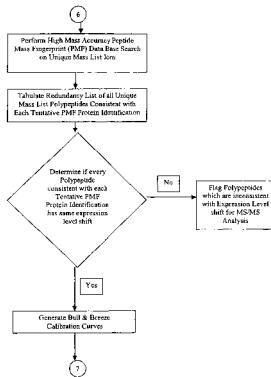 6
Perform High Mass Accuracy Peptide
Mass Fingerprint (PMF) Data Base Search
on Unique Mass List Ions
Tabulate Redundancy List of all Unique
Mass List Polypeptides Consistent with
Each Tentative PMF Protein Identification
Determine if every
Polypeptide
consistent with each
Tentative PMF
Protein Identification
has same expression
level shift
No
Flag Polypeptides
which are inconsistent
with Expression Level
shift for MS/MS
Analysis
Yes
Generate Bull & Breeze
Calibration Curves
7